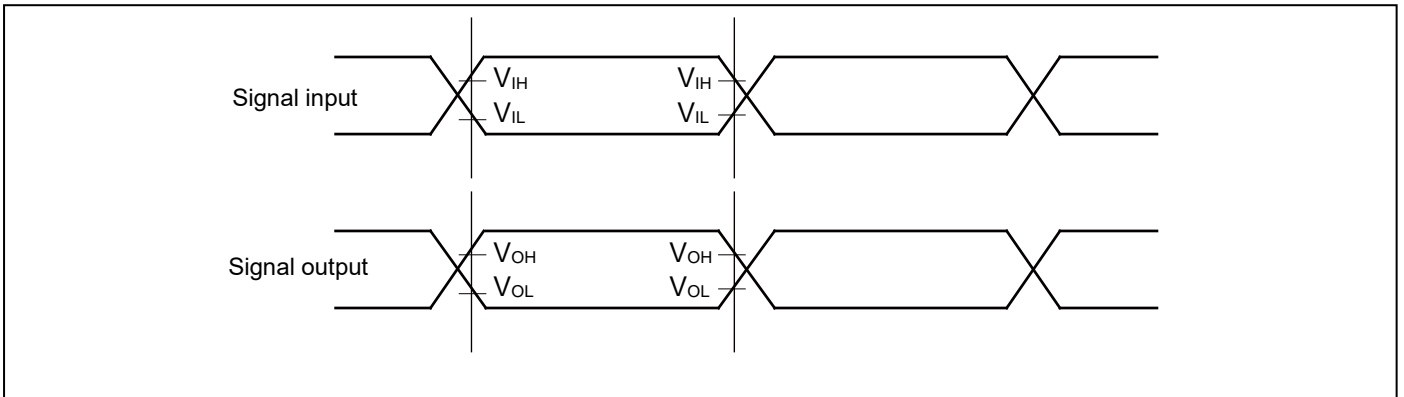 VIH VIH
Signal input
VIL VIL
VOH VOH
Signal output
VOL VOL